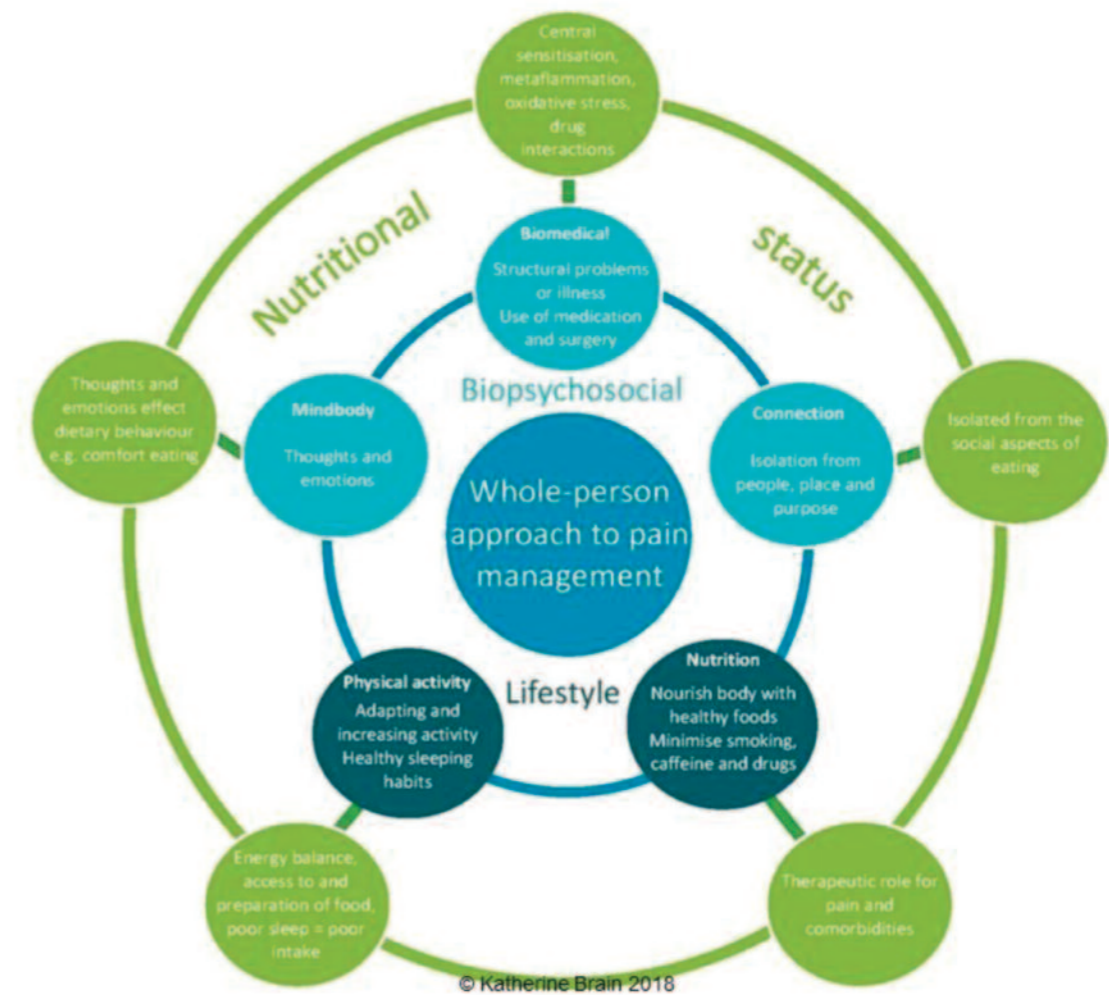 Central
sensitisation,
metaflammation,
oxidative stress,
drug
interactions
Nutritional
status
Biomedical
Structural problems
or illness
Use of medication
and surgery
Biopsychosocial
Thoughts and
emotions effect
dietary behaviour
e.g. comfort eating
Mindbody
Thoughts and
emotions
Connection
Isolation from
people, place and
purpose
Isolated from the
social aspects of
eating
Whole-person
approach to pain
management
Lifestyle
Physical activity
Adapting and
increasing activity
Healthy sleeping
habits
Nutrition
Nourish body with
healthy foods
Minimise smoking,
caffeine and drugs
Energy balance,
access to and
preparation of food,
poor sleep = poor
intake
Therapeutic role for
pain and
comorbidities
© Katherine Brain 2018